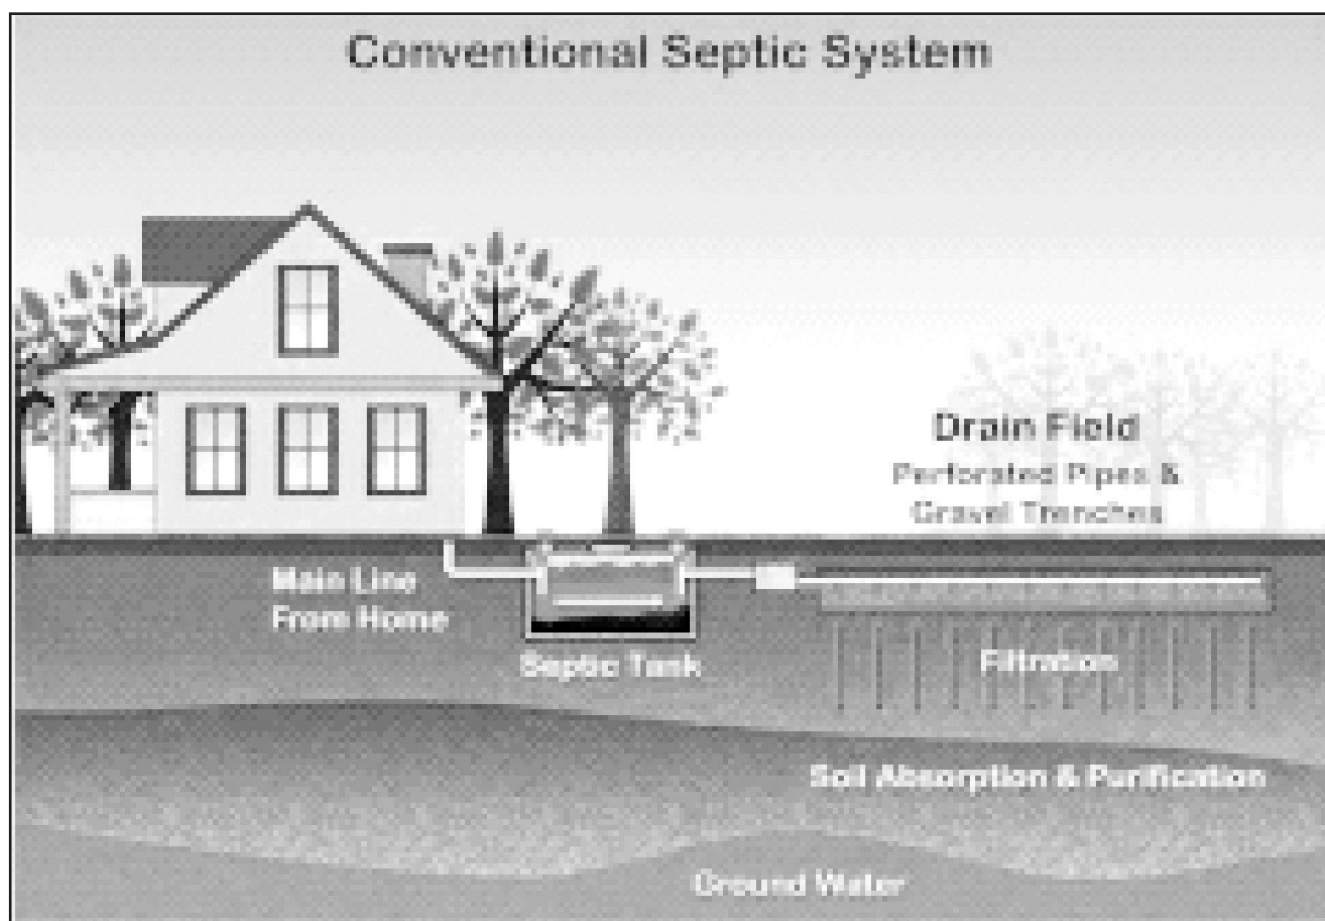 Conventional Septic System
Drain Field
Perforated Pipes &
Gravel Trenches
Main Line
From Home
Septic Tank
Filtration
Soil Absorption & Purification
Ground Water